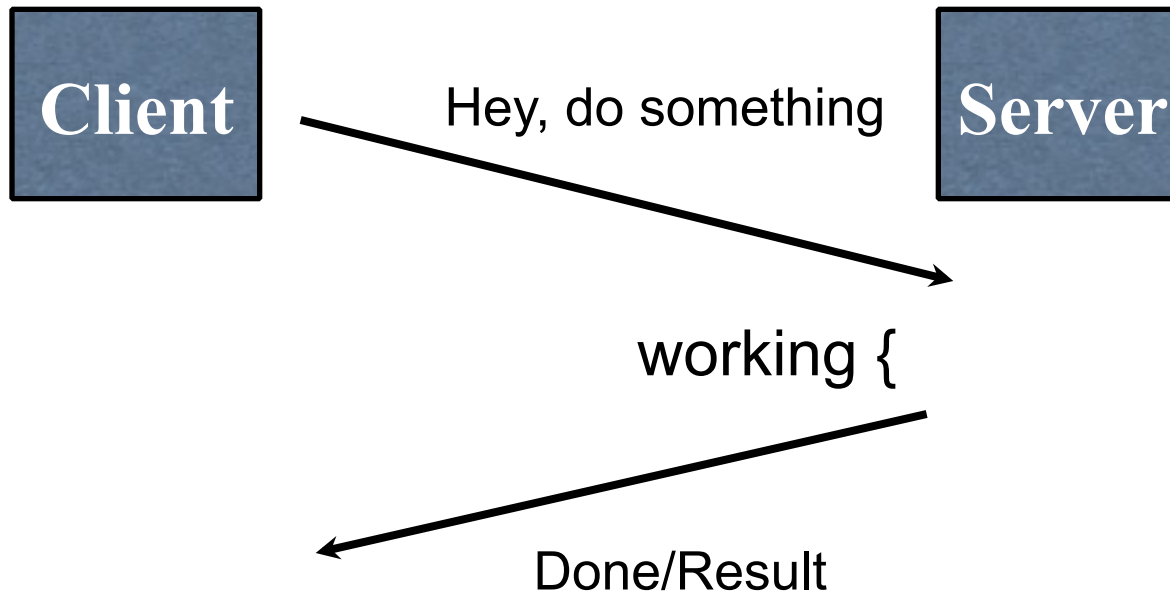 Client
Hey, do something
Server
working {
Done/Result